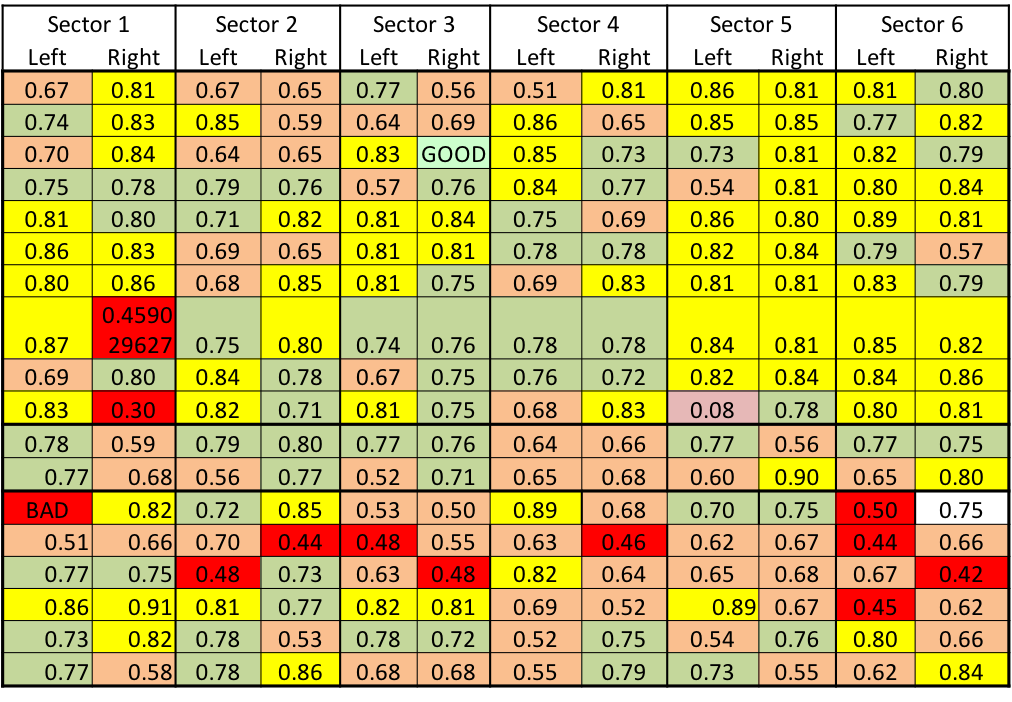 Sector 1 Sector 2 Sector 3 Sector 4 Sector 5 Sector 6
Left Right Left Right Left Right Left Right Left Right Left Right
0.67 0.81 0.67 0.65 0.77 0.56 0.51 0.81 0.86 0.81 0.81 0.80
0.74 0.83 0.85 0.59 0.64 0.69 0.86 0.65 0.85 0.85 0.77 0.82
0.70 0.84 0.64 0.65 0.83 GOOD 0.85 0.73 0.73 0.81 0.82 0.79
0.75 0.78 0.79 0.76 0.57 0.76 0.84 0.77 0.54 0.81 0.80 0.84
0.81 0.80 0.71 0.82 0.81 0.84 0.75 0.69 0.86 0.80 0.89 0.81
0.86 0.83 0.69 0.65 0.81 0.81 0.78 0.78 0.82 0.84 0.79 0.57
0.80 0.86 0.68 0.85 0.81 0.75 0.69 0.83 0.81 0.81 0.83 0.79
0.4590
0.87 29627 0.75 0.80 0.74 0.76 0.78 0.78 0.84 0.81 0.85 0.82
0.69 0.80 0.84 0.78 0.67 0.75 0.76 0.72 0.82 0.84 0.84 0.86
0.83 0.30 0.82 0.71 0.81 0.75 0.68 0.83 0.08 0.78 0.80 0.81
0.78 0.59 0.79 0.80 0.77 0.76 0.64 0.66 0.77 0.56 0.77 0.75
0.77 0.68 0.56 0.77 0.52 0.71 0.65 0.68 0.60 0.90 0.65 0.80
BAD 0.82 0.72 0.85 0.53 0.50 0.89 0.68 0.70 0.75 0.50 0.75
0.51 0.66 0.70 0.44 0.48 0.55 0.63 0.46 0.62 0.67 0.44 0.66
0.77 0.75 0.48 0.73 0.63 0.48 0.82 0.64 0.65 0.68 0.67 0.42
0.86 0.91 0.81 0.77 0.82 0.81 0.69 0.52 0.89 0.67 0.45 0.62
0.73 0.82 0.78 0.53 0.78 0.72 0.52 0.75 0.54 0.76 0.80 0.66
0.77 0.58 0.78 0.86 0.68 0.68 0.55 0.79 0.73 0.55 0.62 0.84